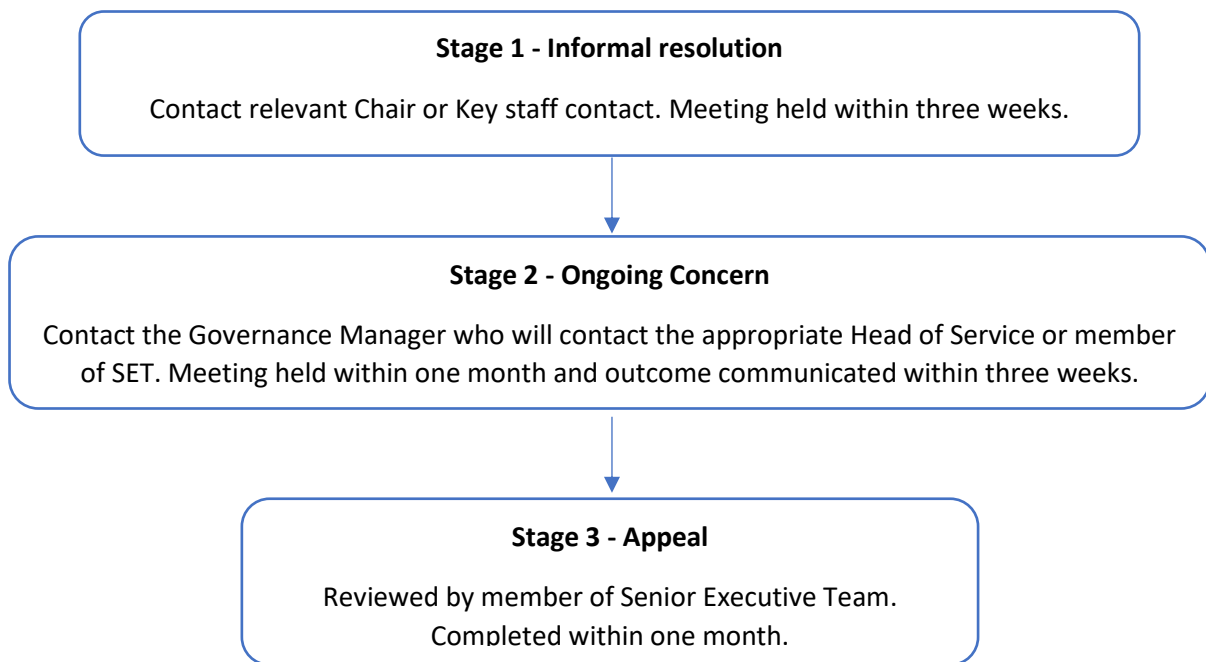 Stage 1 - Informal resolution
Contact relevant Chair or Key staff contact. Meeting held within three weeks.
Stage 2 - Ongoing Concern
Contact the Governance Manager who will contact the appropriate Head of Service or member
of SET. Meeting held within one month and outcome communicated within three weeks.
Stage 3 - Appeal
Reviewed by member of Senior Executive Team.
Completed within one month.